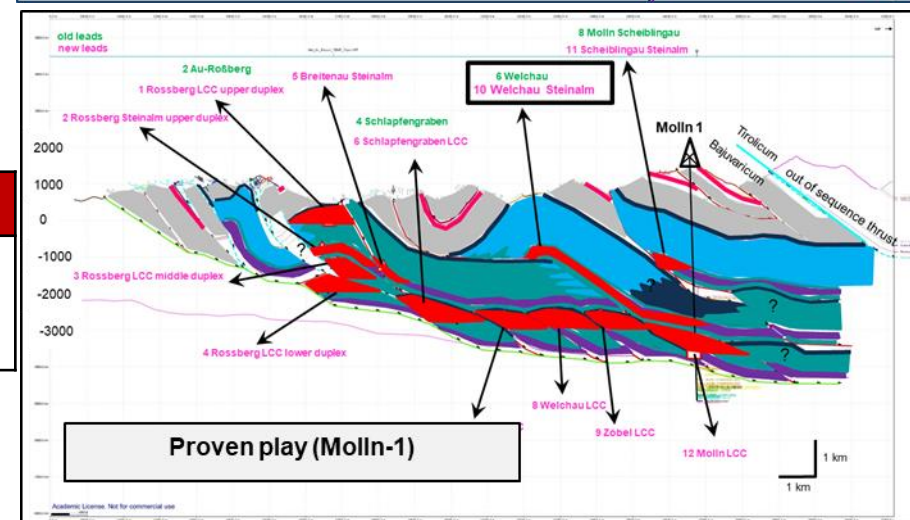 old leads
new leads
8 Molln Scheiblingau
11 Scheiblingau Steinalm
2 Au-Roßberg
1 Rossberg LCC upper duplex
5 Breitenau Steinalm
6 Welchau
10 Welchau Steinalm
2 Rossberg Steinalm upper duplex
4 Schlapfengraben
6 Schlapfengraben LCC
Molln 1
Tirolicum
Bajuvaricum
out of sequence thrust
2000
1000
0
-1000
-2000
-3000
?
?
?
?
3 Rossberg LCC middle duplex
4 Rossberg LCC lower duplex
8 Welchau LCC
9 Zobel LCC
12 Molln LCC
Proven play (Molln-1)
1 km
1 km
Academic License. Not for commercial use